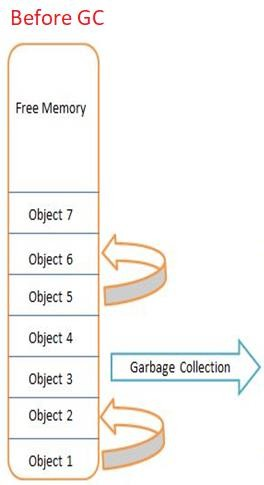 Before GC
Free Memory
Object 7
Object 6
Object 5
Object 4
Object 3
Object 2
Object 1
Garbage Collection